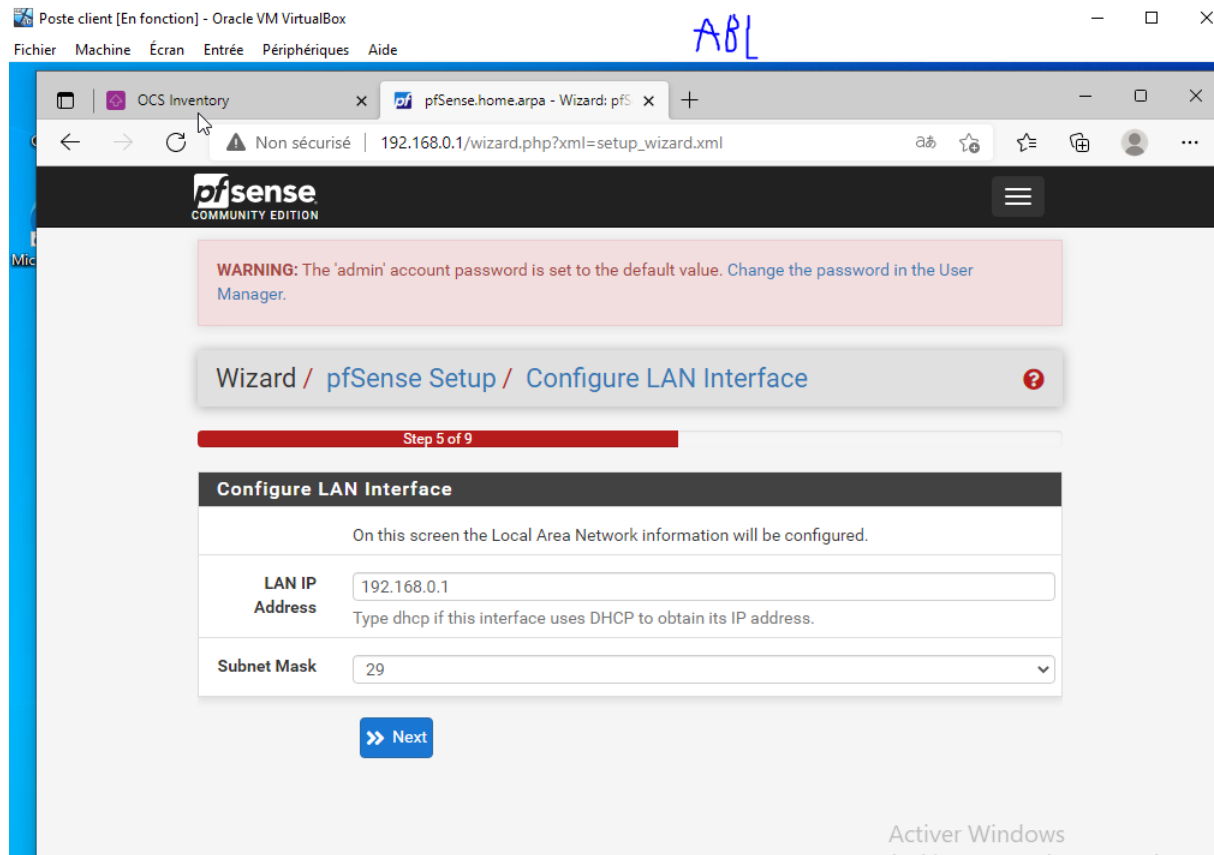 Poste client [En fonction] - Oracle VM VirtualBox
ABL
Fichier Machine Écran Entrée Périphériques Aide
OCS Inventory
pfSense.home.arpa - Wizard: pfS
Non sécurisé 192.168.0.1/wizard.php?xml=setup_wizard.xml
Mic
pfsense
COMMUNITY EDITION
WARNING: The 'admin' account password is set to the default value. Change the password in the User
Manager.
Wizard / pfSense Setup / Configure LAN Interface
Step 5 of 9
Configure LAN Interface
On this screen the Local Area Network information will be configured.
LAN IP
Address
192.168.0.1
Type dhcp if this interface uses DHCP to obtain its IP address.
Subnet Mask
29
Next
Activer Windows